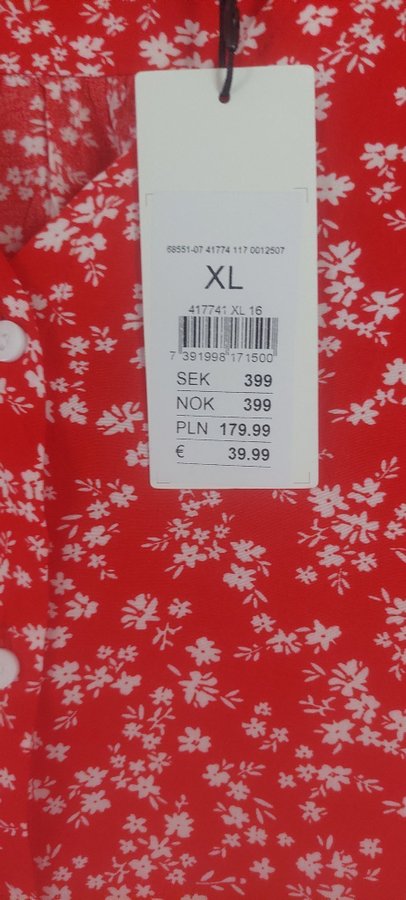 68551-07 41774 117 0012507
XL
417741 XL 16
7 391998 171500
SEK 399
NOK 399
PLN 179.99
€ 39.99